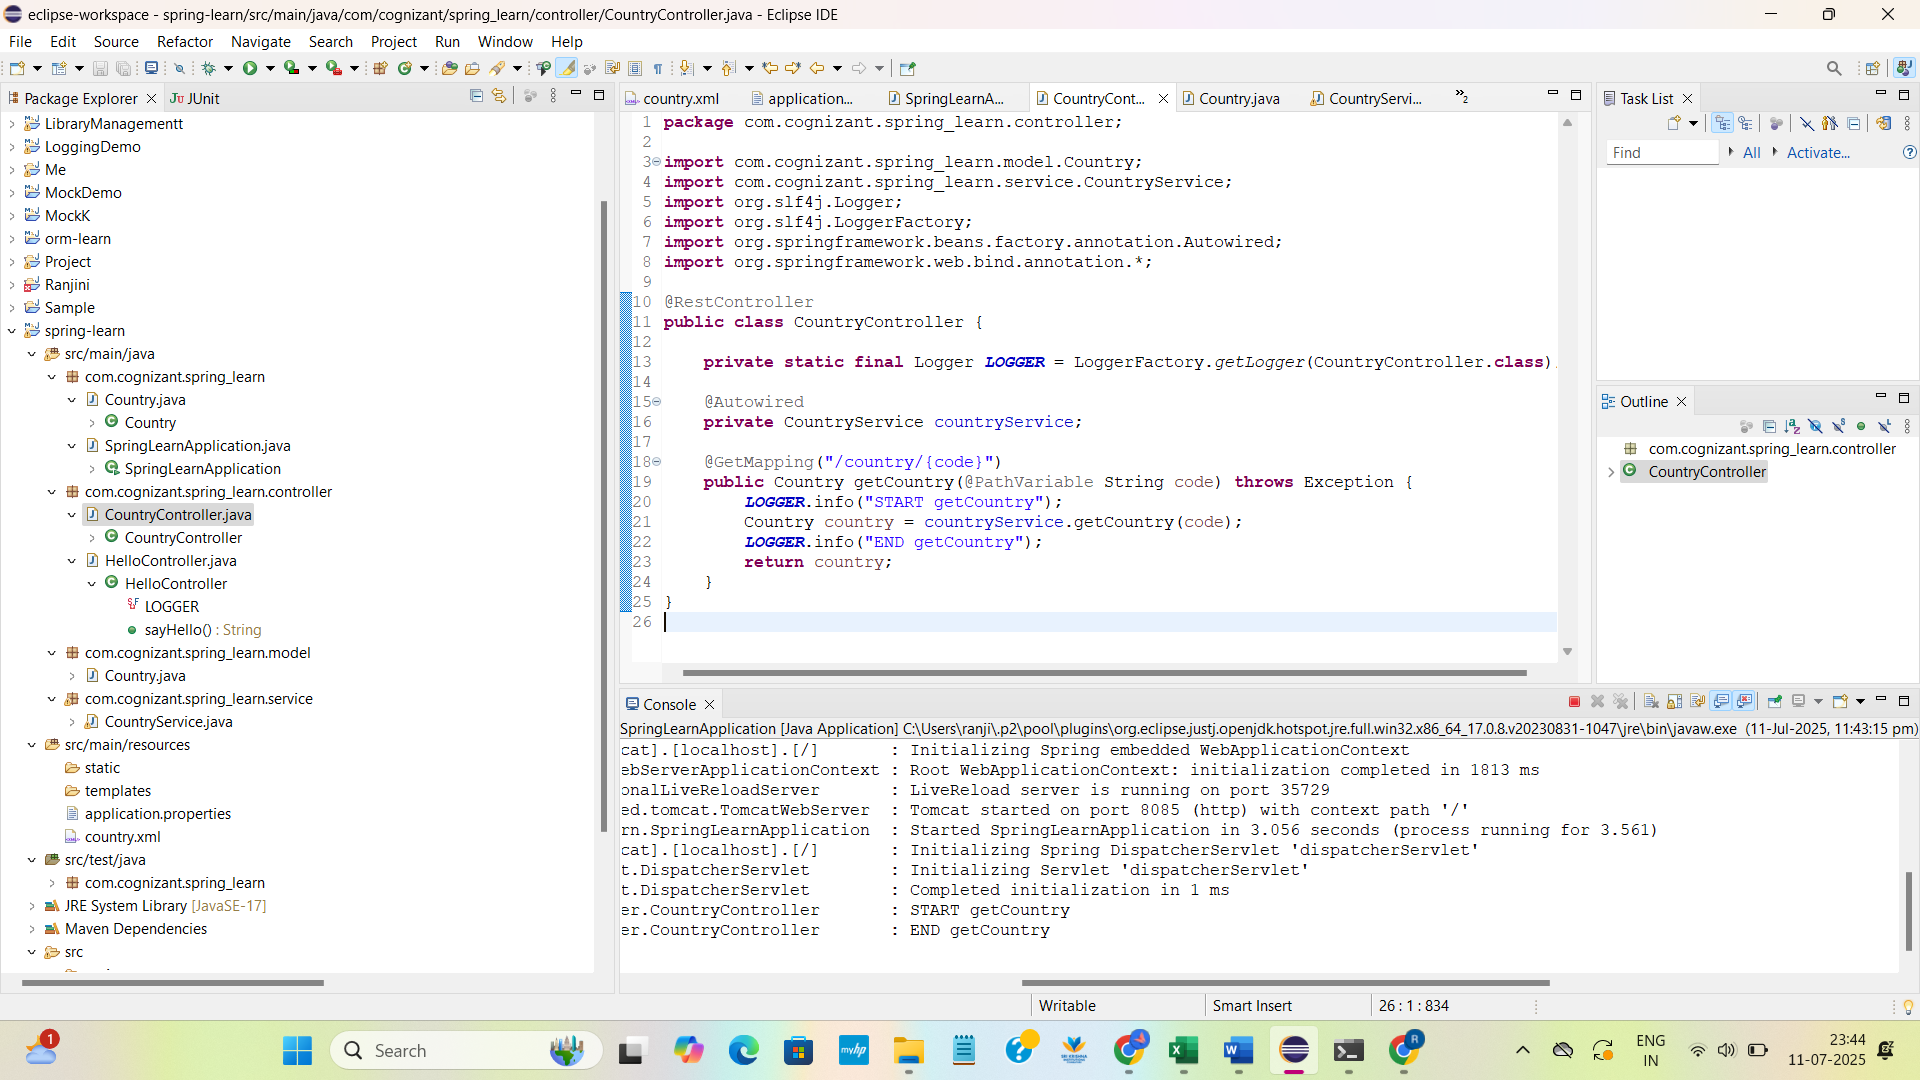 eclipse-workspace - spring-learn/src/main/java/com/cognizant/spring_learn/controller/CountryController.java - Eclipse IDE
File Edit Source Refactor Navigate Search Project Run Window Help
Package Explorer
JUnit
LibraryManagementt
LoggingDemo
Me
MockDemo
MockK
orm-learn
Project
Ranjini
Sample
spring-learn
src/main/java
com.cognizant.spring_learn
Country.java
Country
SpringLearnApplication.java
SpringLearnApplication
com.cognizant.spring_learn.controller
CountryController.java
CountryController
HelloController.java
HelloController
LOGGER
sayHello() : String
com.cognizant.spring_learn.model
Country.java
com.cognizant.spring_learn.service
CountryService.java
src/main/resources
static
templates
application.properties
country.xml
src/test/java
com.cognizant.spring_learn
JRE System Library [JavaSE-17]
Maven Dependencies
src
country.xml application... SpringLearnA... CountryCont... Country.java CountryServi... »2
1 package com.cognizant.spring_learn.controller;
2
3 import com.cognizant.spring_learn.model.Country;
4 import com.cognizant.spring_learn.service.CountryService;
5 import org.slf4j.Logger;
6 import org.slf4j.LoggerFactory;
7 import org.springframework.beans.factory.annotation.Autowired;
8 import org.springframework.web.bind.annotation.*;
9
10 @RestController
11 public class CountryController {
12
13 private static final Logger LOGGER = LoggerFactory.getLogger(CountryController.class)
14
15 @Autowired
16 private CountryService countryService;
17
18 @GetMapping("/country/{code}")
19 public Country getCountry(@PathVariable String code) throws Exception {
20 LOGGER.info("START getCountry");
21 Country country = countryService.getCountry(code);
22 LOGGER.info("END getCountry");
23 return country;
24 }
25 }
26
Task List
Find All Activate...
Outline
com.cognizant.spring_learn.controller
CountryController
Console
SpringLearnApplication [Java Application] C:\Users\ranji\.p2\pool\plugins\org.eclipse.justj.openjdk.hotspot.jre.full.win32.x86_64_17.0.8.v20230831-1047\jre\bin\javaw.exe (11-Jul-2025, 11:43:15 pm)
cat].[localhost].[/] : Initializing Spring embedded WebApplicationContext
ebServerApplicationContext : Root WebApplicationContext: initialization completed in 1813 ms
onalLiveReloadServer : LiveReload server is running on port 35729
ed.tomcat.TomcatWebServer : Tomcat started on port 8085 (http) with context path '/'
rn.SpringLearnApplication : Started SpringLearnApplication in 3.056 seconds (process running for 3.561)
cat].[localhost].[/] : Initializing Spring DispatcherServlet 'dispatcherServlet'
t.DispatcherServlet : Initializing Servlet 'dispatcherServlet'
t.DispatcherServlet : Completed initialization in 1 ms
er.CountryController : START getCountry
er.CountryController : END getCountry
Writable Smart Insert 26 : 1 : 834
1
Search
myhp
R
ENG
IN
23:44
11-07-2025